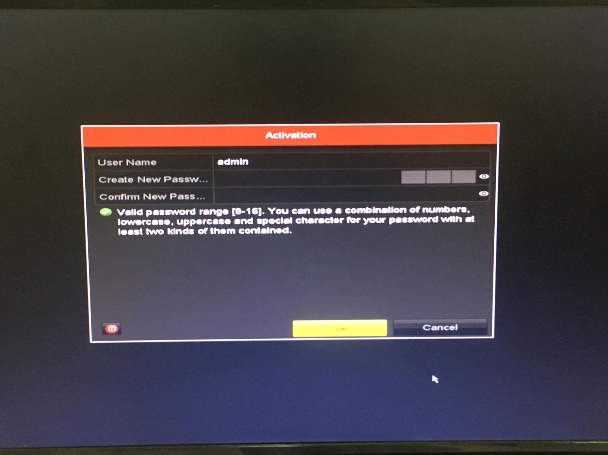 Activation
User Name admin
Create New Passw...
Confirm New Pass...
Valid password range [8-16]. You can use a combination of numbers,
lowercase, uppercase and special character for your password with at
least two kinds of them contained.
Cancel